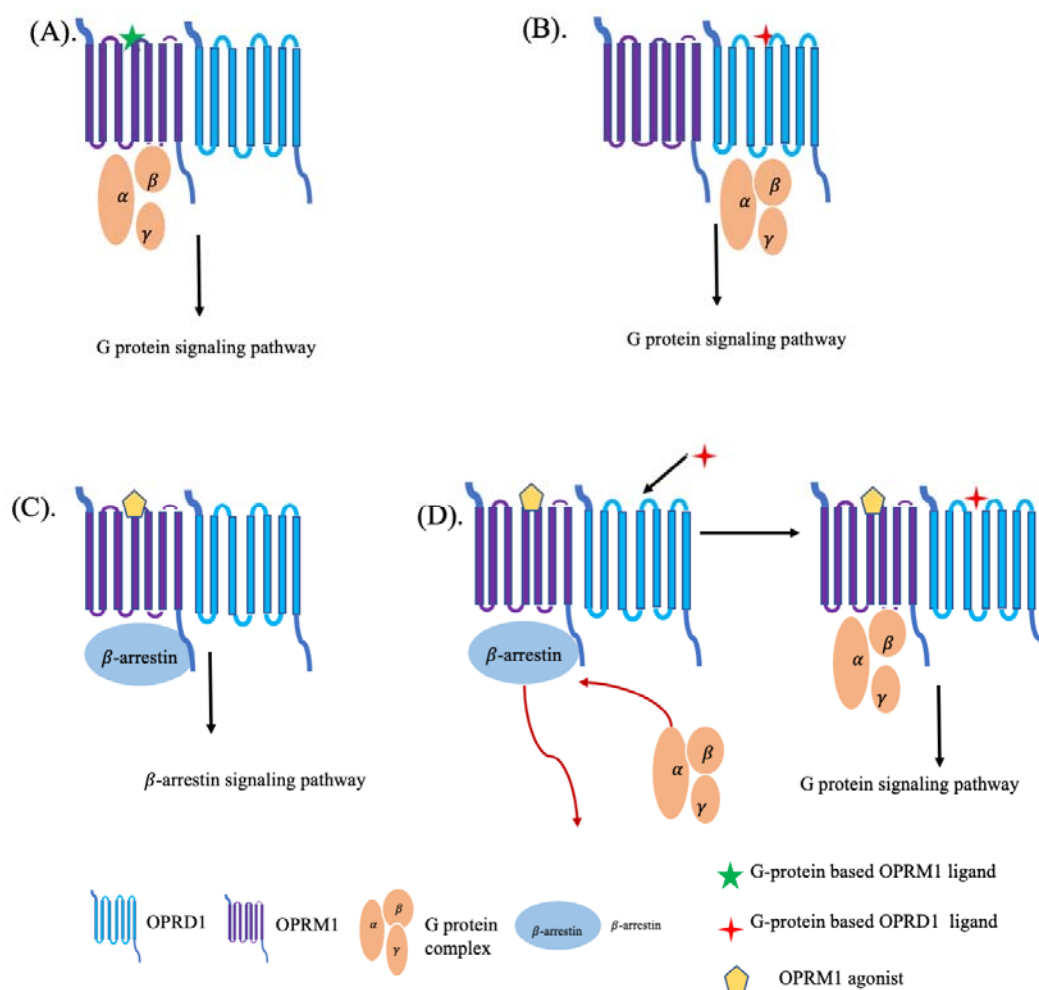 (A).
α
β
γ
G protein signaling pathway
(B).
α
β
γ
G protein signaling pathway
(C).
β-arrestin
β-arrestin signaling pathway
(D).
β-arrestin
α
β
γ
α
β
γ
G protein signaling pathway
OPRD1
OPRM1
α
β
γ
G protein
complex
β-arrestin
β-arrestin
G-protein based OPRM1 ligand
G-protein based OPRD1 ligand
OPRM1 agonist